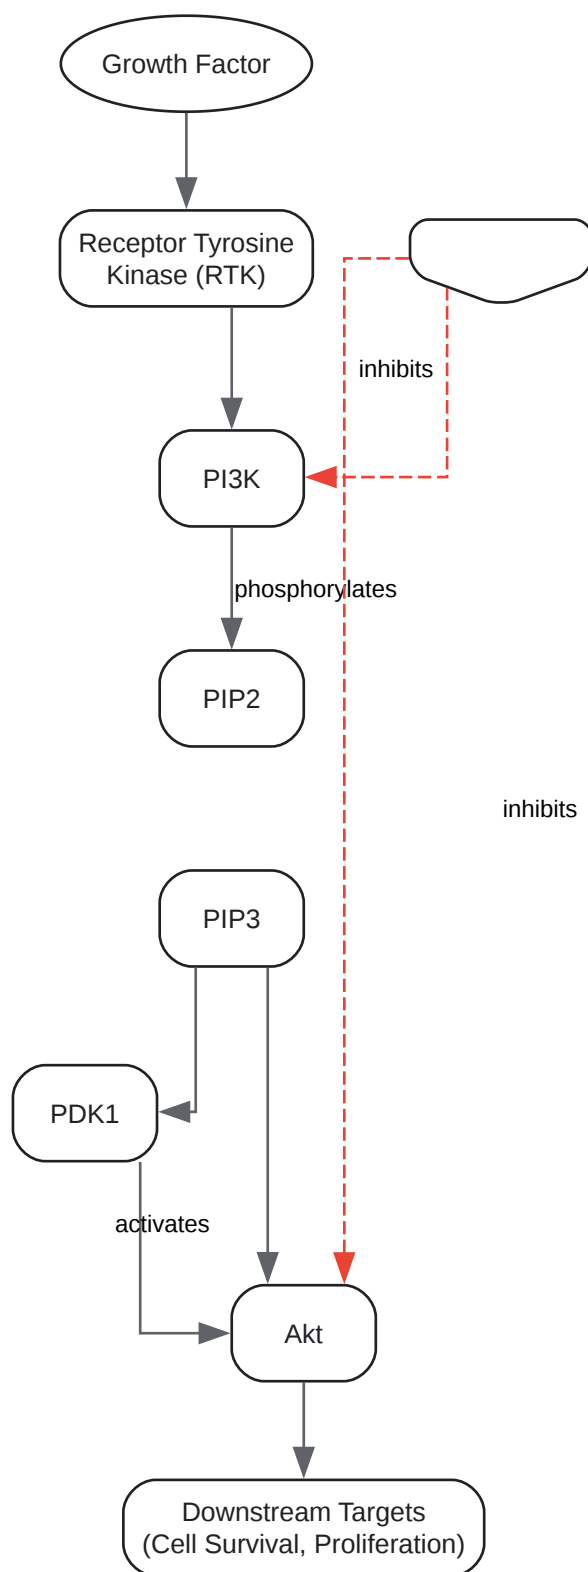 Growth Factor
Receptor Tyrosine
Kinase (RTK)
inhibits
PI3K
phosphorylates
PIP2
inhibits
PIP3
PDK1
activates
Akt
Downstream Targets
(Cell Survival, Proliferation)